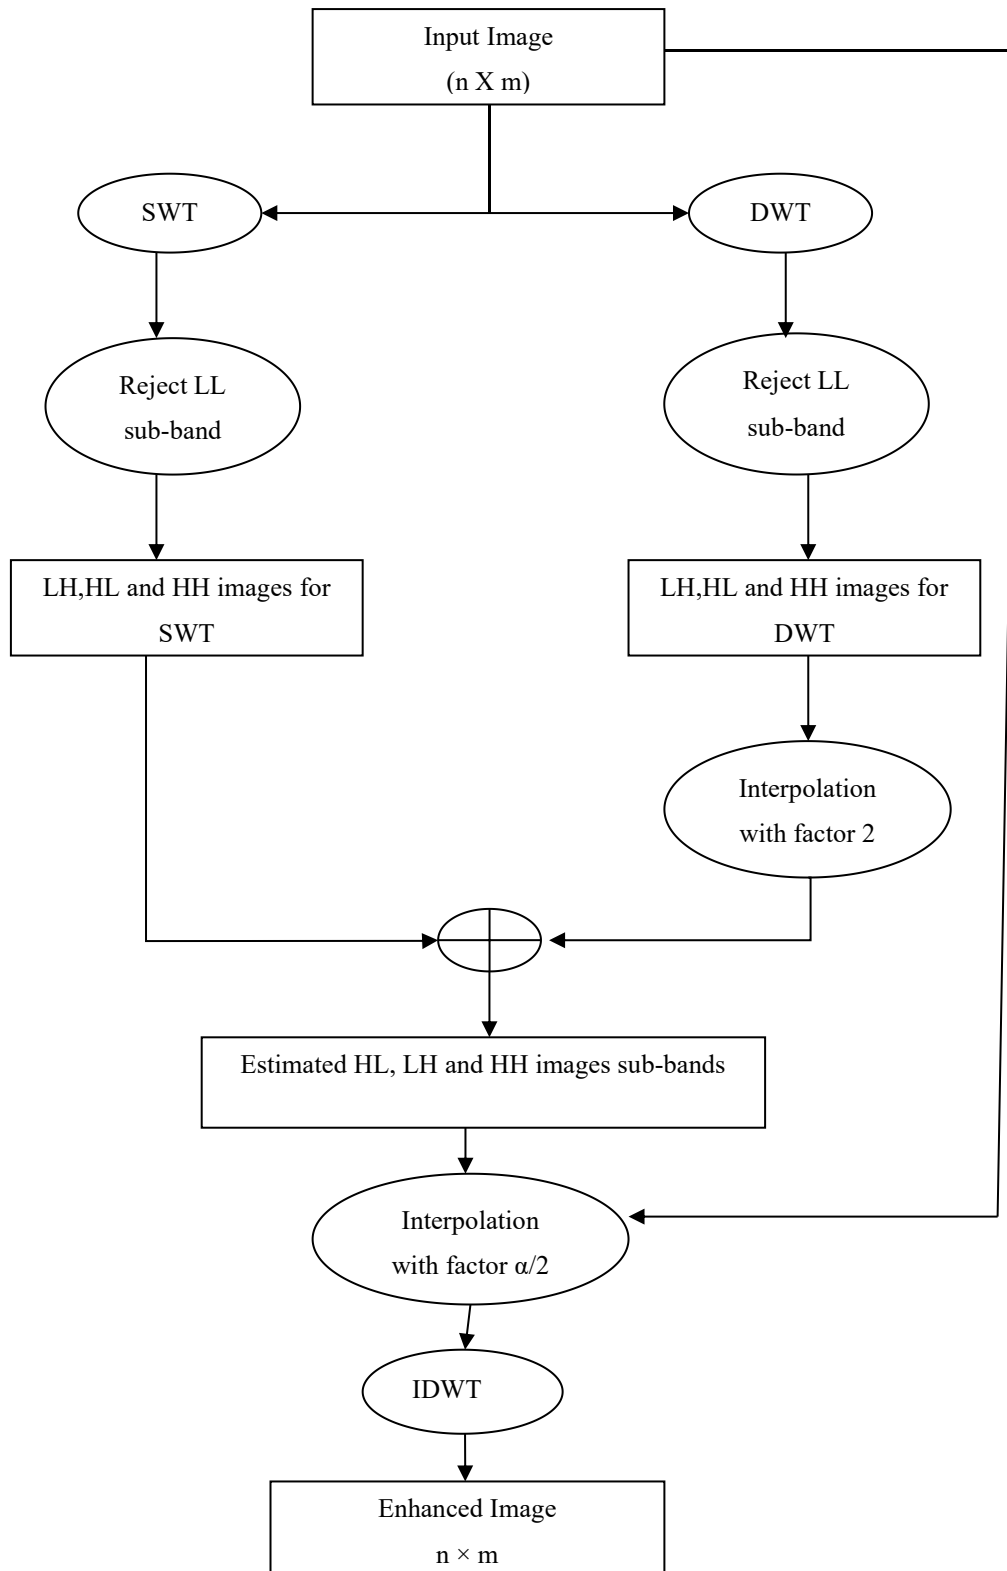 Input Image
(n X m)
SWT
DWT
Reject LL
sub-band
Reject LL
sub-band
LH,HL and HH images for
SWT
LH,HL and HH images for
DWT
Interpolation
with factor 2
Estimated HL, LH and HH images sub-bands
Interpolation
with factor α/2
IDWT
Enhanced Image
n × m